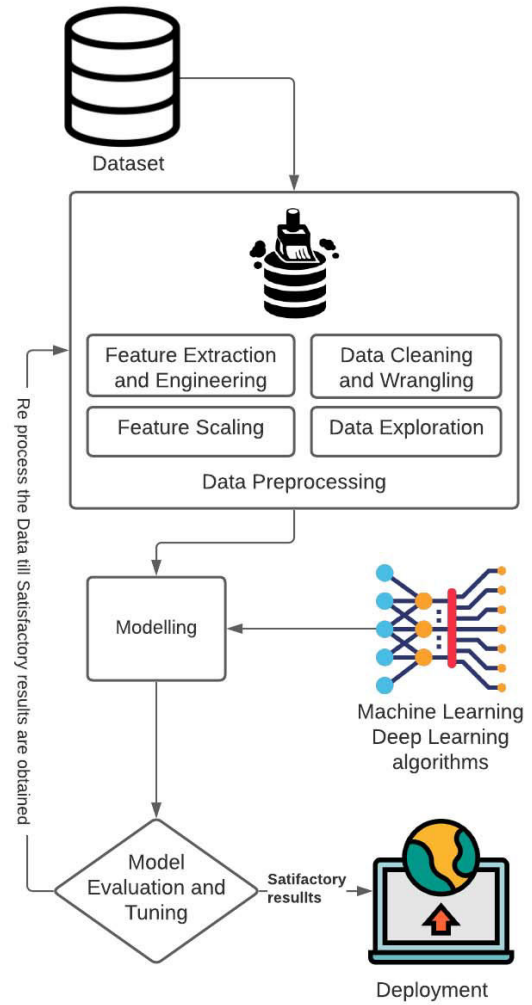 Dataset
Feature Extraction
and Engineering
Data Cleaning
and Wrangling
Feature Scaling
Data Exploration
Data Preprocessing
Re process the Data till Satisfactory results are obtained
Modelling
Machine Learning
Deep Learning
algorithms
Model
Evaluation and
Tuning
Satifactory
resullts
Deployment